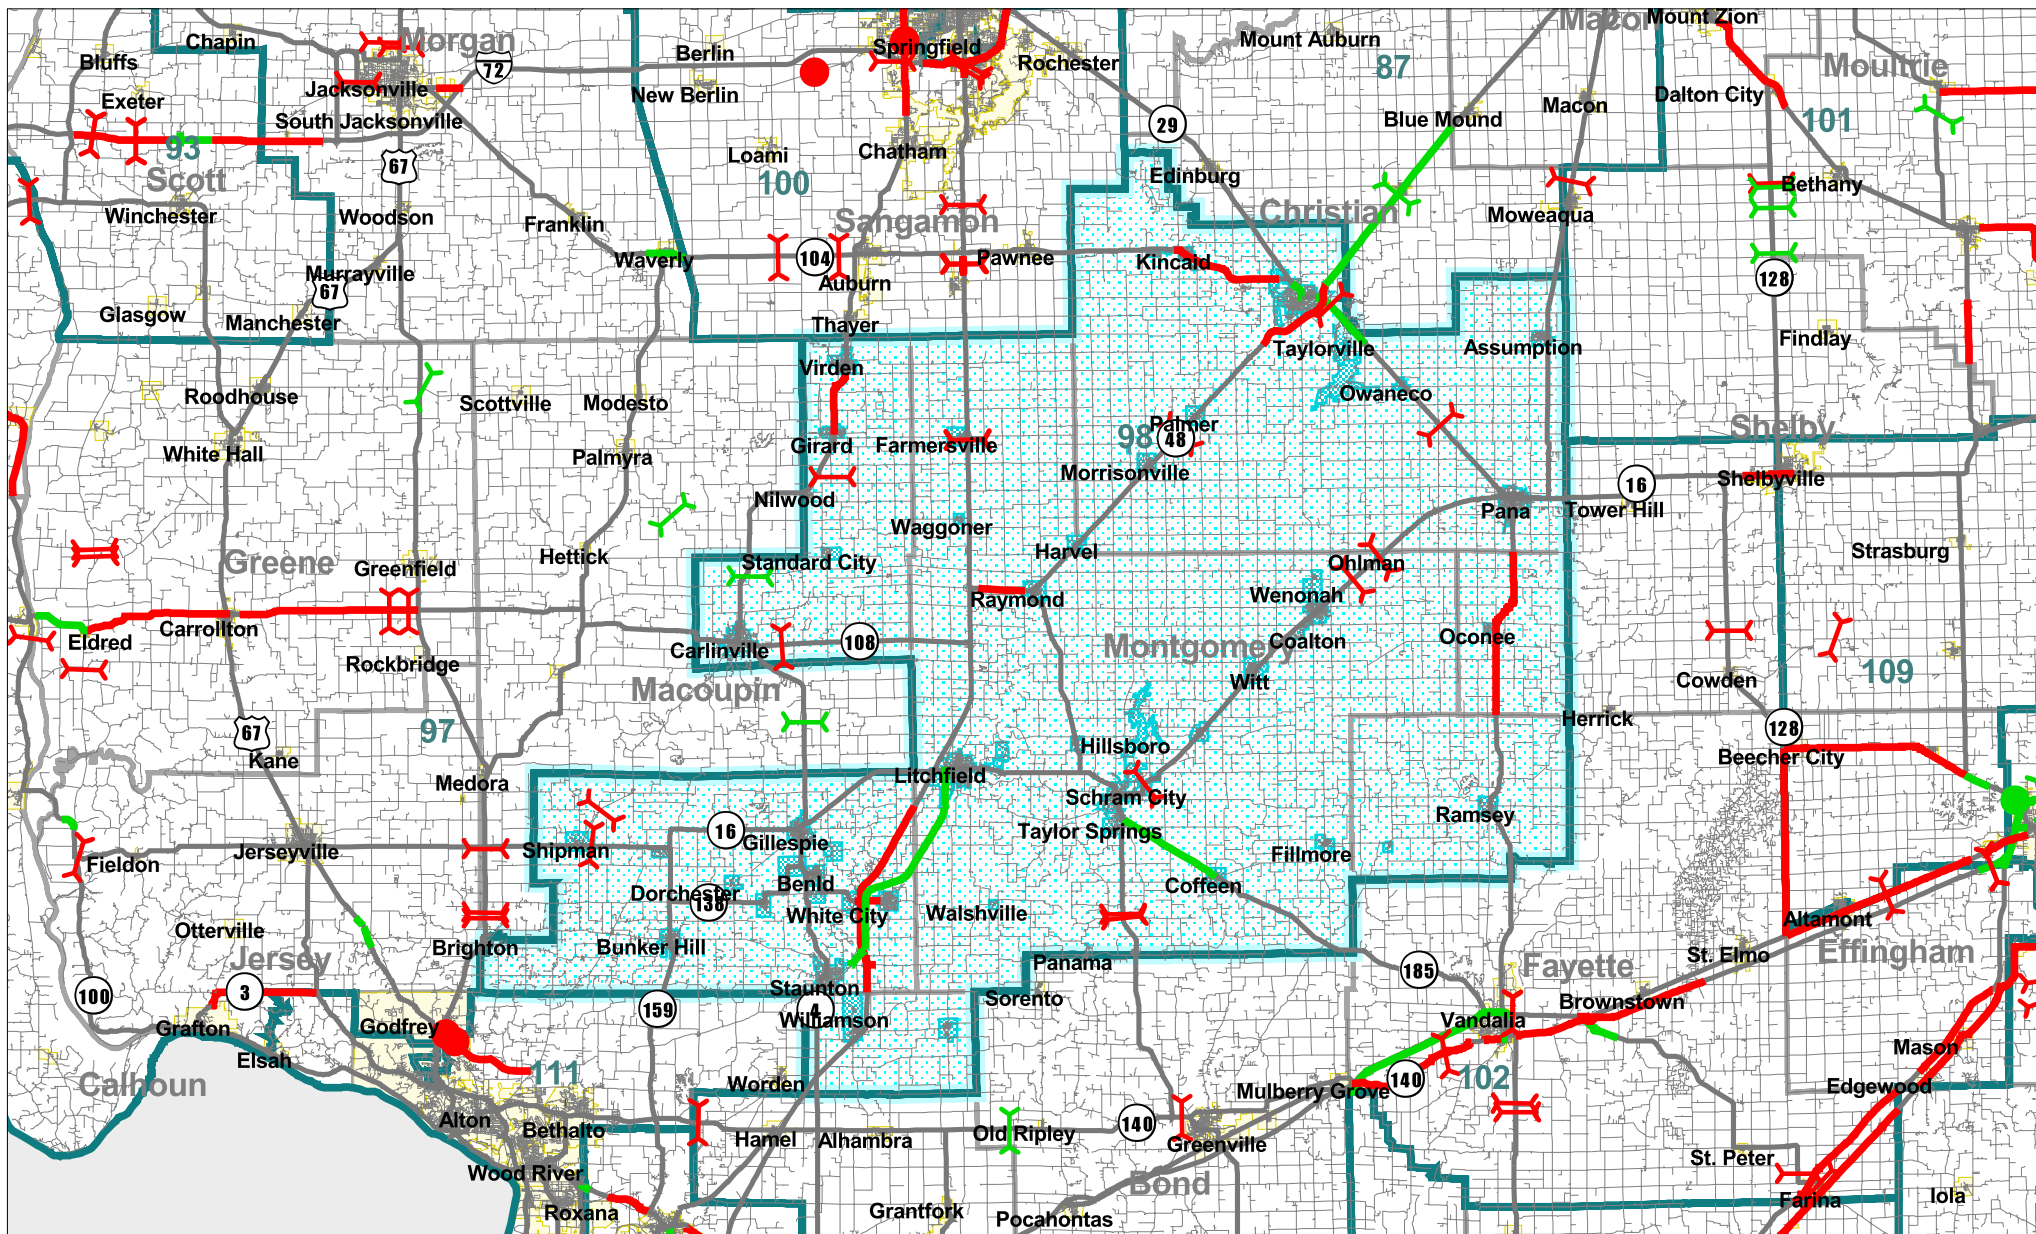 Macon
Mount Zion
Chapin
Morgan
Berlin
Springfield
Mount Auburn
Bluffs
72
Rochester
87
Moultrie
Exeter
Jacksonville
New Berlin
Dalton City
Macon
South Jacksonville
Blue Mound
101
93
29
Chatham
Loami
67
Scott
100
Edinburg
Bethany
Winchester
Woodson
Franklin
Sangamon
Christian
Moweaqua
Waverly
104
Pawnee
Kincaid
Murrayville
67
Auburn
128
Glasgow
Manchester
Thayer
Taylorville
Assumption
Findlay
Virden
Roodhouse
Scottville
Modesto
Owaneco
Palmer
Shelby
White Hall
Palmyra
Girard
Farmersville
98
48
Morrisonville
Shelbyville
Nilwood
16
Pana
Tower Hill
Waggoner
Hettick
Standard City
Harvel
Strasburg
Greene
Greenfield
Ohlman
Raymond
Wenonah
Eldred
Carrollton
Carlinville
108
Montgomery
Coalton
Oconee
Rockbridge
Macoupin
Witt
Cowden
109
67
97
Herrick
128
Kane
Hillsboro
Beecher City
Medora
Litchfield
Schram City
16
Gillespie
Taylor Springs
Ramsey
Fieldon
Jerseyville
Shipman
Fillmore
Benld
Coffeen
Dorchester
138
White City
Walshville
Altamont
Otterville
Brighton
Bunker Hill
St. Elmo
Effingham
Jersey
Panama
185
Fayette
100
3
Staunton
Sorento
Brownstown
159
4
Williamson
Grafton
Godfrey
Vandalia
Elsah
Mason
Calhoun
111
Worden
Mulberry Grove
140
102
Edgewood
Alton
Bethalto
Hamel
Alhambra
Old Ripley
140
Greenville
St. Peter
Wood River
Bond
Farina
Iola
Roxana
Grantfork
Pocahontas